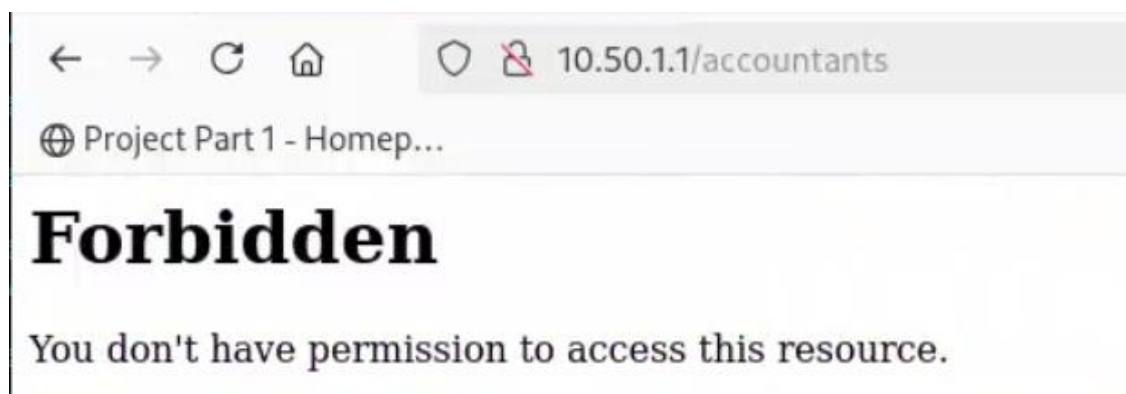 10.50.1.1/accountants
Project Part 1 - Homep...
Forbidden
You don't have permission to access this resource.